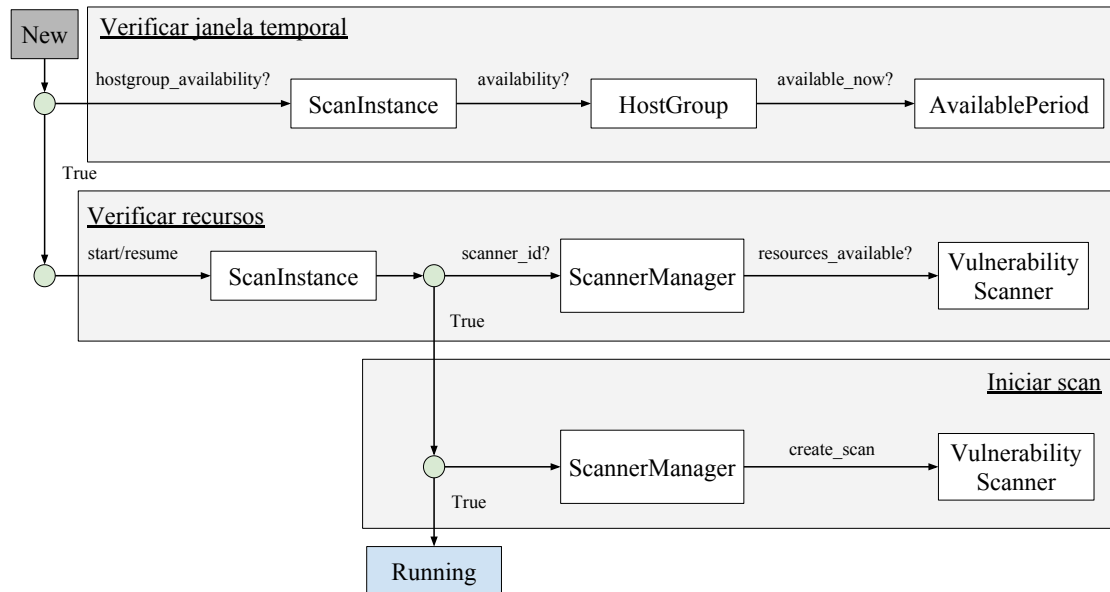 New
Verificar janela temporal
hostgroup_availability?
ScanInstance
availability?
HostGroup
available_now?
AvailablePeriod
True
Verificar recursos
start/resume
ScanInstance
scanner_id?
ScannerManager
resources_available?
Vulnerability
Scanner
True
Iniciar scan
ScannerManager
create_scan
Vulnerability
Scanner
True
Running